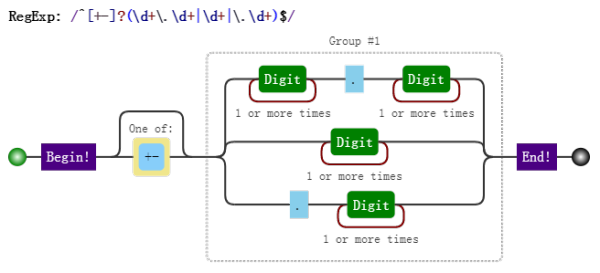 RegExp: /^[+-]?(\d+\.\d+|\d+|\.\d+)$/
Group #1
Digit . Digit
One of:
1 or more times 1 or more times
Begin! +- Digit End!
1 or more times
. Digit
1 or more times